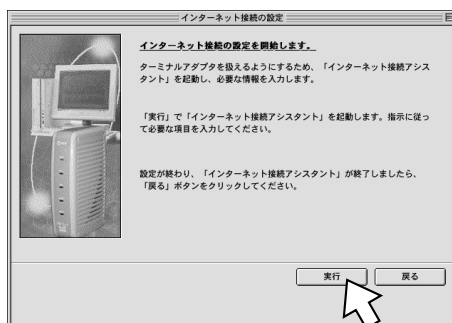 インターネット接続の設定
インターネット接続の設定を開始します。
ターミナルアダプタを扱えるようにするため、「インターネット接続アシス
タント」を起動し、必要な情報を入力します。
「実行」で「インターネット接続アシスタント」を起動します。指示に従っ
て必要な項目を入力してください。
設定が終わり、「インターネット接続アシスタント」が終了しましたら、
「戻る」ボタンをクリックしてください。
実行
戻る